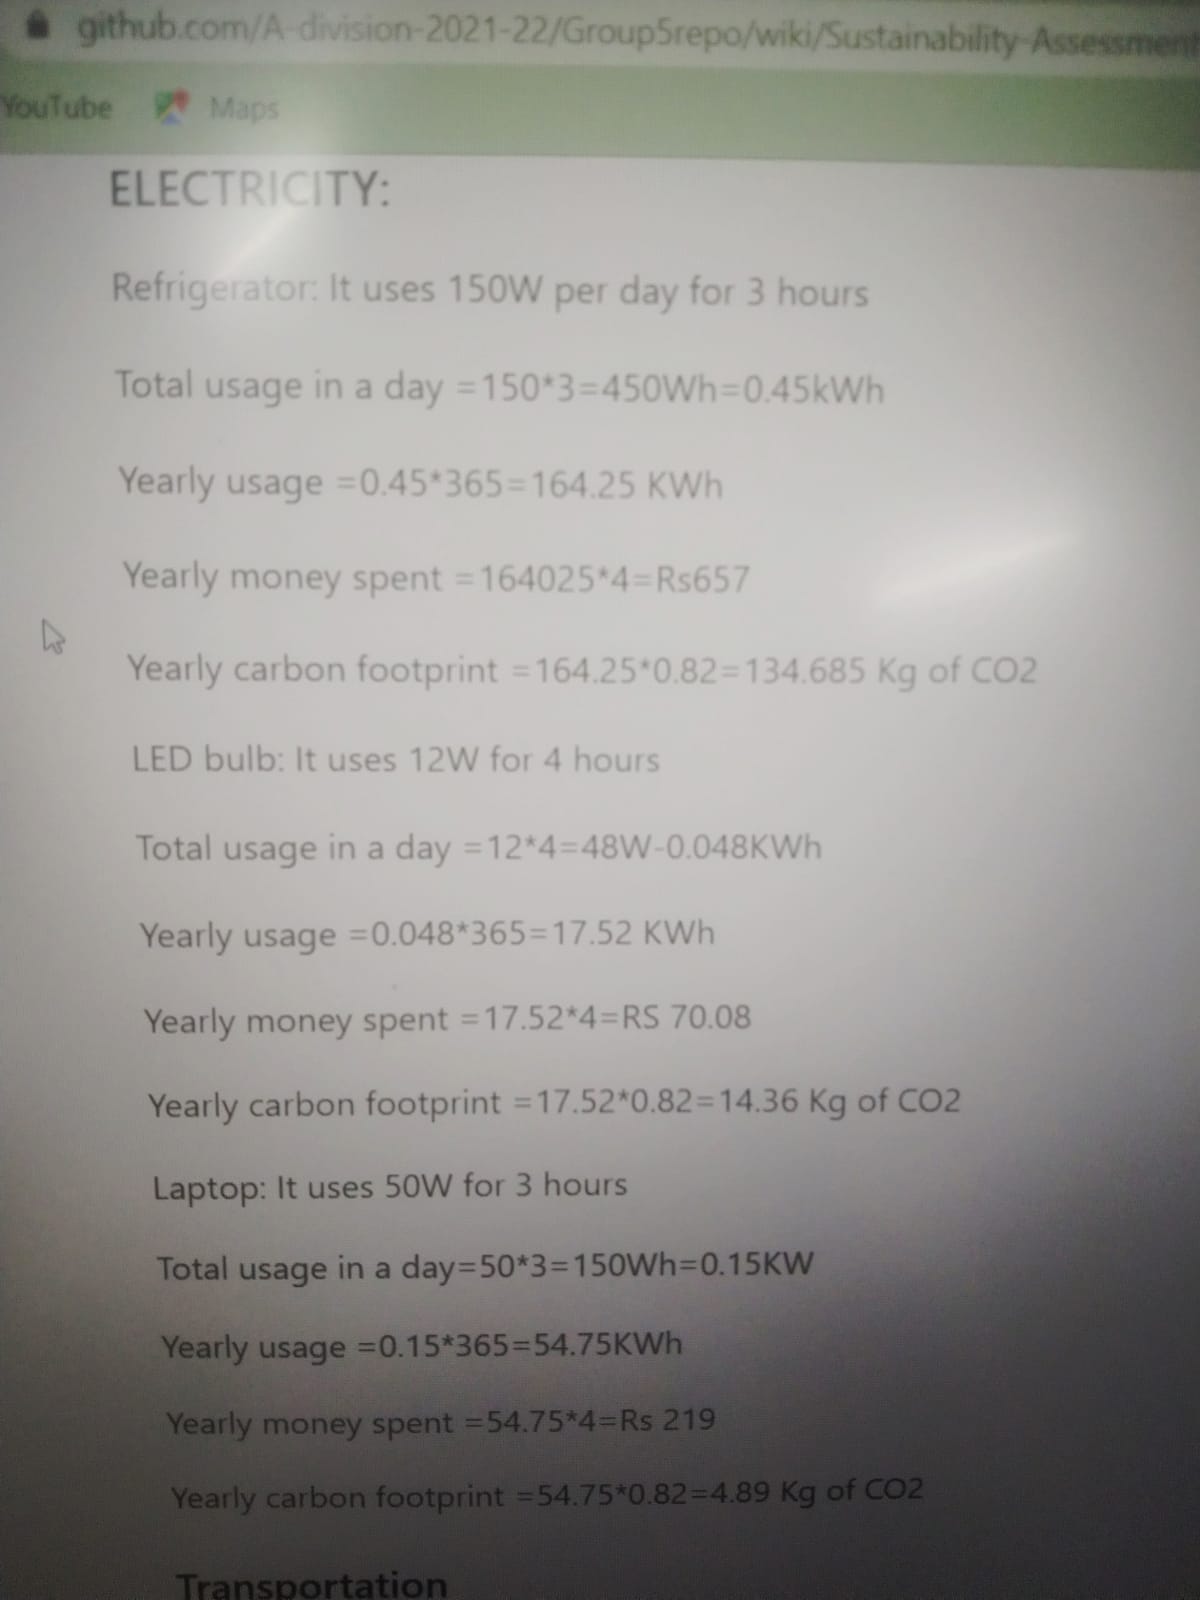 github.com/A-division-2021-22/Group5repo/wiki/Sustainability-Assessment
YouTube Maps
ELECTRICITY:
Refrigerator: It uses 150W per day for 3 hours
Total usage in a day =150*3=450Wh=0.45kWh
Yearly usage =0.45*365=164.25 KWh
Yearly money spent =164025*4=Rs657
Yearly carbon footprint =164.25*0.82=134.685 Kg of CO2
LED bulb: It uses 12W for 4 hours
Total usage in a day =12*4=48W-0.048KWh
Yearly usage =0.048*365=17.52 KWh
Yearly money spent =17.52*4=RS 70.08
Yearly carbon footprint =17.52*0.82=14.36 Kg of CO2
Laptop: It uses 50W for 3 hours
Total usage in a day=50*3=150Wh=0.15KW
Yearly usage =0.15*365=54.75KWh
Yearly money spent =54.75*4=Rs 219
Yearly carbon footprint =54.75*0.82=4.89 Kg of CO2
Transportation